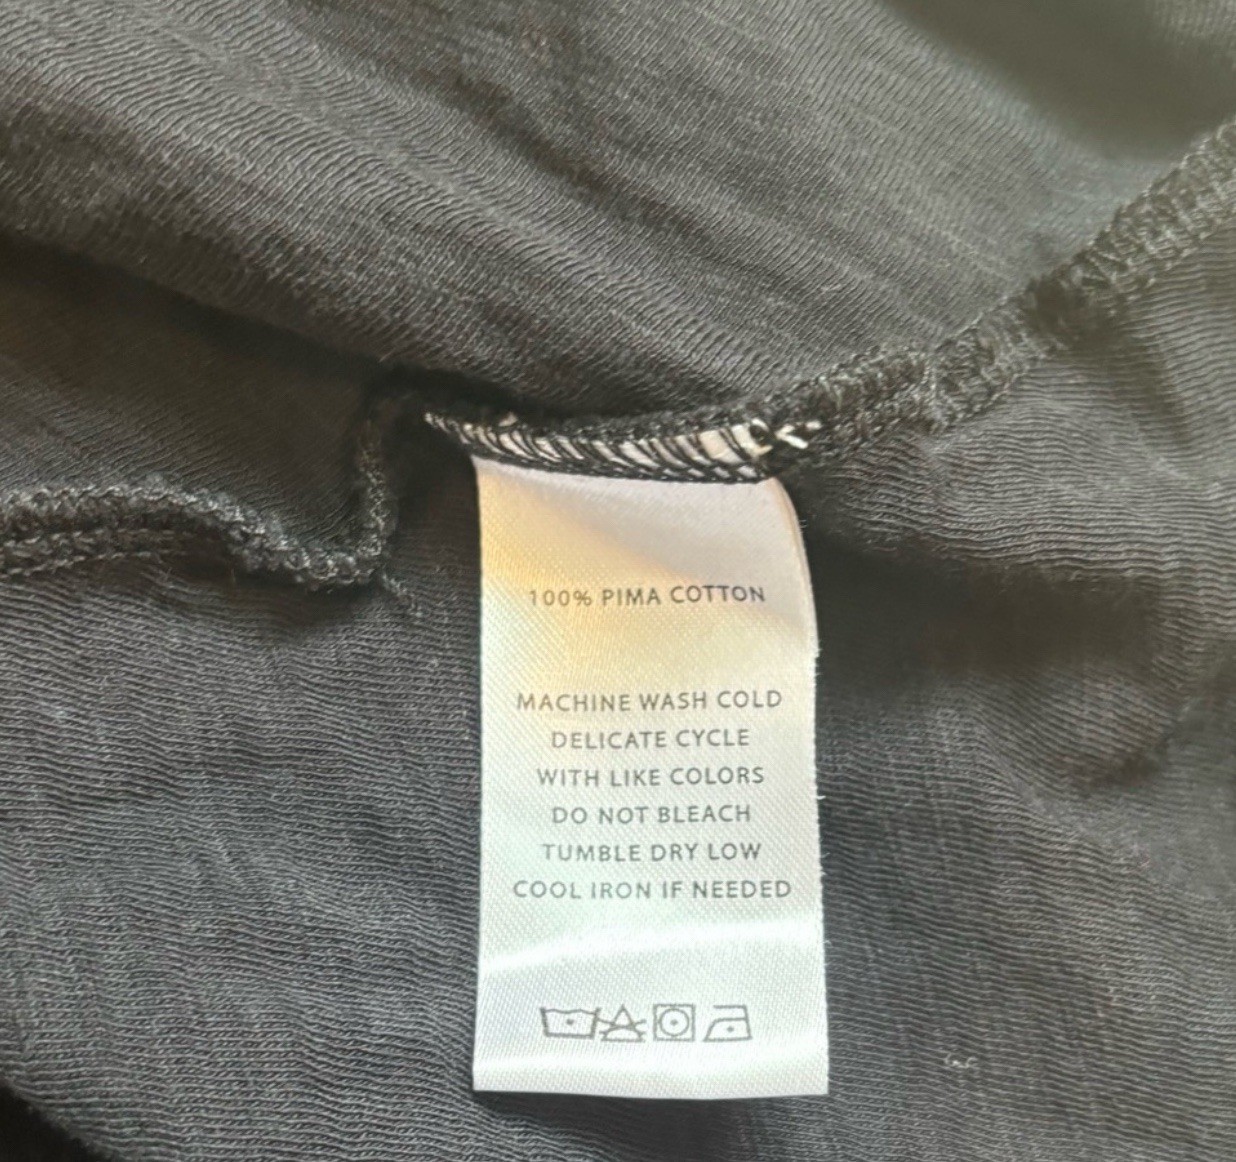 100% PIMA COTTON
MACHINE WASH COLD
DELICATE CYCLE
WITH LIKE COLORS
DO NOT BLEACH
TUMBLE DRY LOW
COOL IRON IF NEEDED